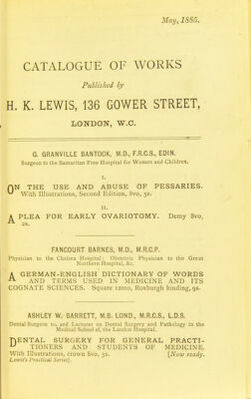 May, 1885.
CATALOGUE OF WORKS
Published by
H. K. LEWIS, 136 GOWER STREET,
LONDON, W.C.
G. GRANVILLE BANTOCK, M.D., F.R.C.S., EDIN.
Surgeon to the Samaritan Free Hospital for Women and Children.
I.
ON THE USE AND ABUSE OF PESSARIES.
With Illustrations, Second Edition, 8vo, 5s.
II.
A PLEA FOR EARLY OVARIOTOMY. Demy 8vo,
2s.
FANCOURT BARNES, M.D., M.R.C.P.
Physician to the Chelsea Hospital; Obstetric Physician to the Great
Northern Hospital, &c.
A GERMAN-ENGLISH DICTIONARY OF WORDS
AND TERMS USED IN MEDICINE AND ITS
COGNATE SCIENCES. Square 12mo, Roxburgh binding, 9s.
ASHLEY W. BARRETT, M.B. LOND., M.R.C.S., L.D.S.
Dental Surgeon to, and Lecturer on Dental Surgery and Pathology in the
Medical School of, the London Hospital.
DENTAL SURGERY FOR GENERAL PRACTI-
TIONERS AND STUDENTS OF MEDICINE.
With Illustrations, crown 8vo, 3s. [Now ready.
Lewis's Practical Series].